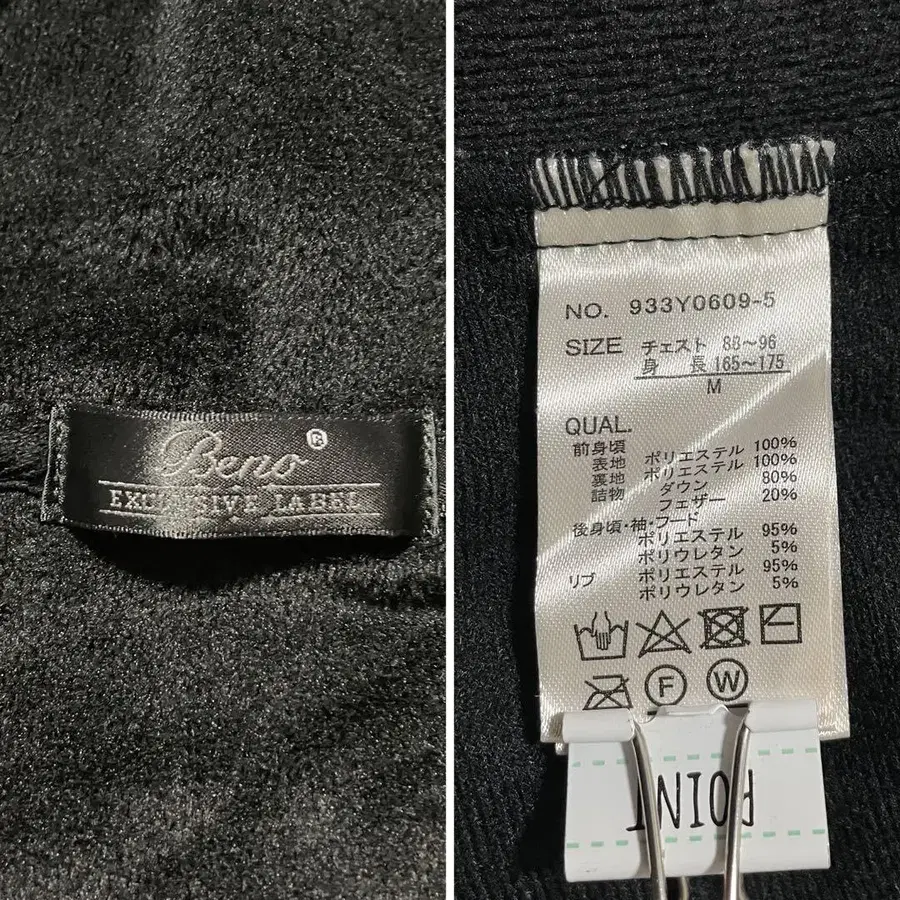 Beno®
EXCLUSIVE LABEL
NO. 933Y0609-5
SIZE チェスト 88～96
身長 165～175
M
QUAL.
前身頃
表地 ポリエステル 100%
裏地 ポリエステル 100%
詰物 ダウン 80%
フェザー 20%
後身頃・袖・フード
ポリエステル 95%
ポリウレタン 5%
リブ ポリエステル 95%
ポリウレタン 5%
F W
POINT